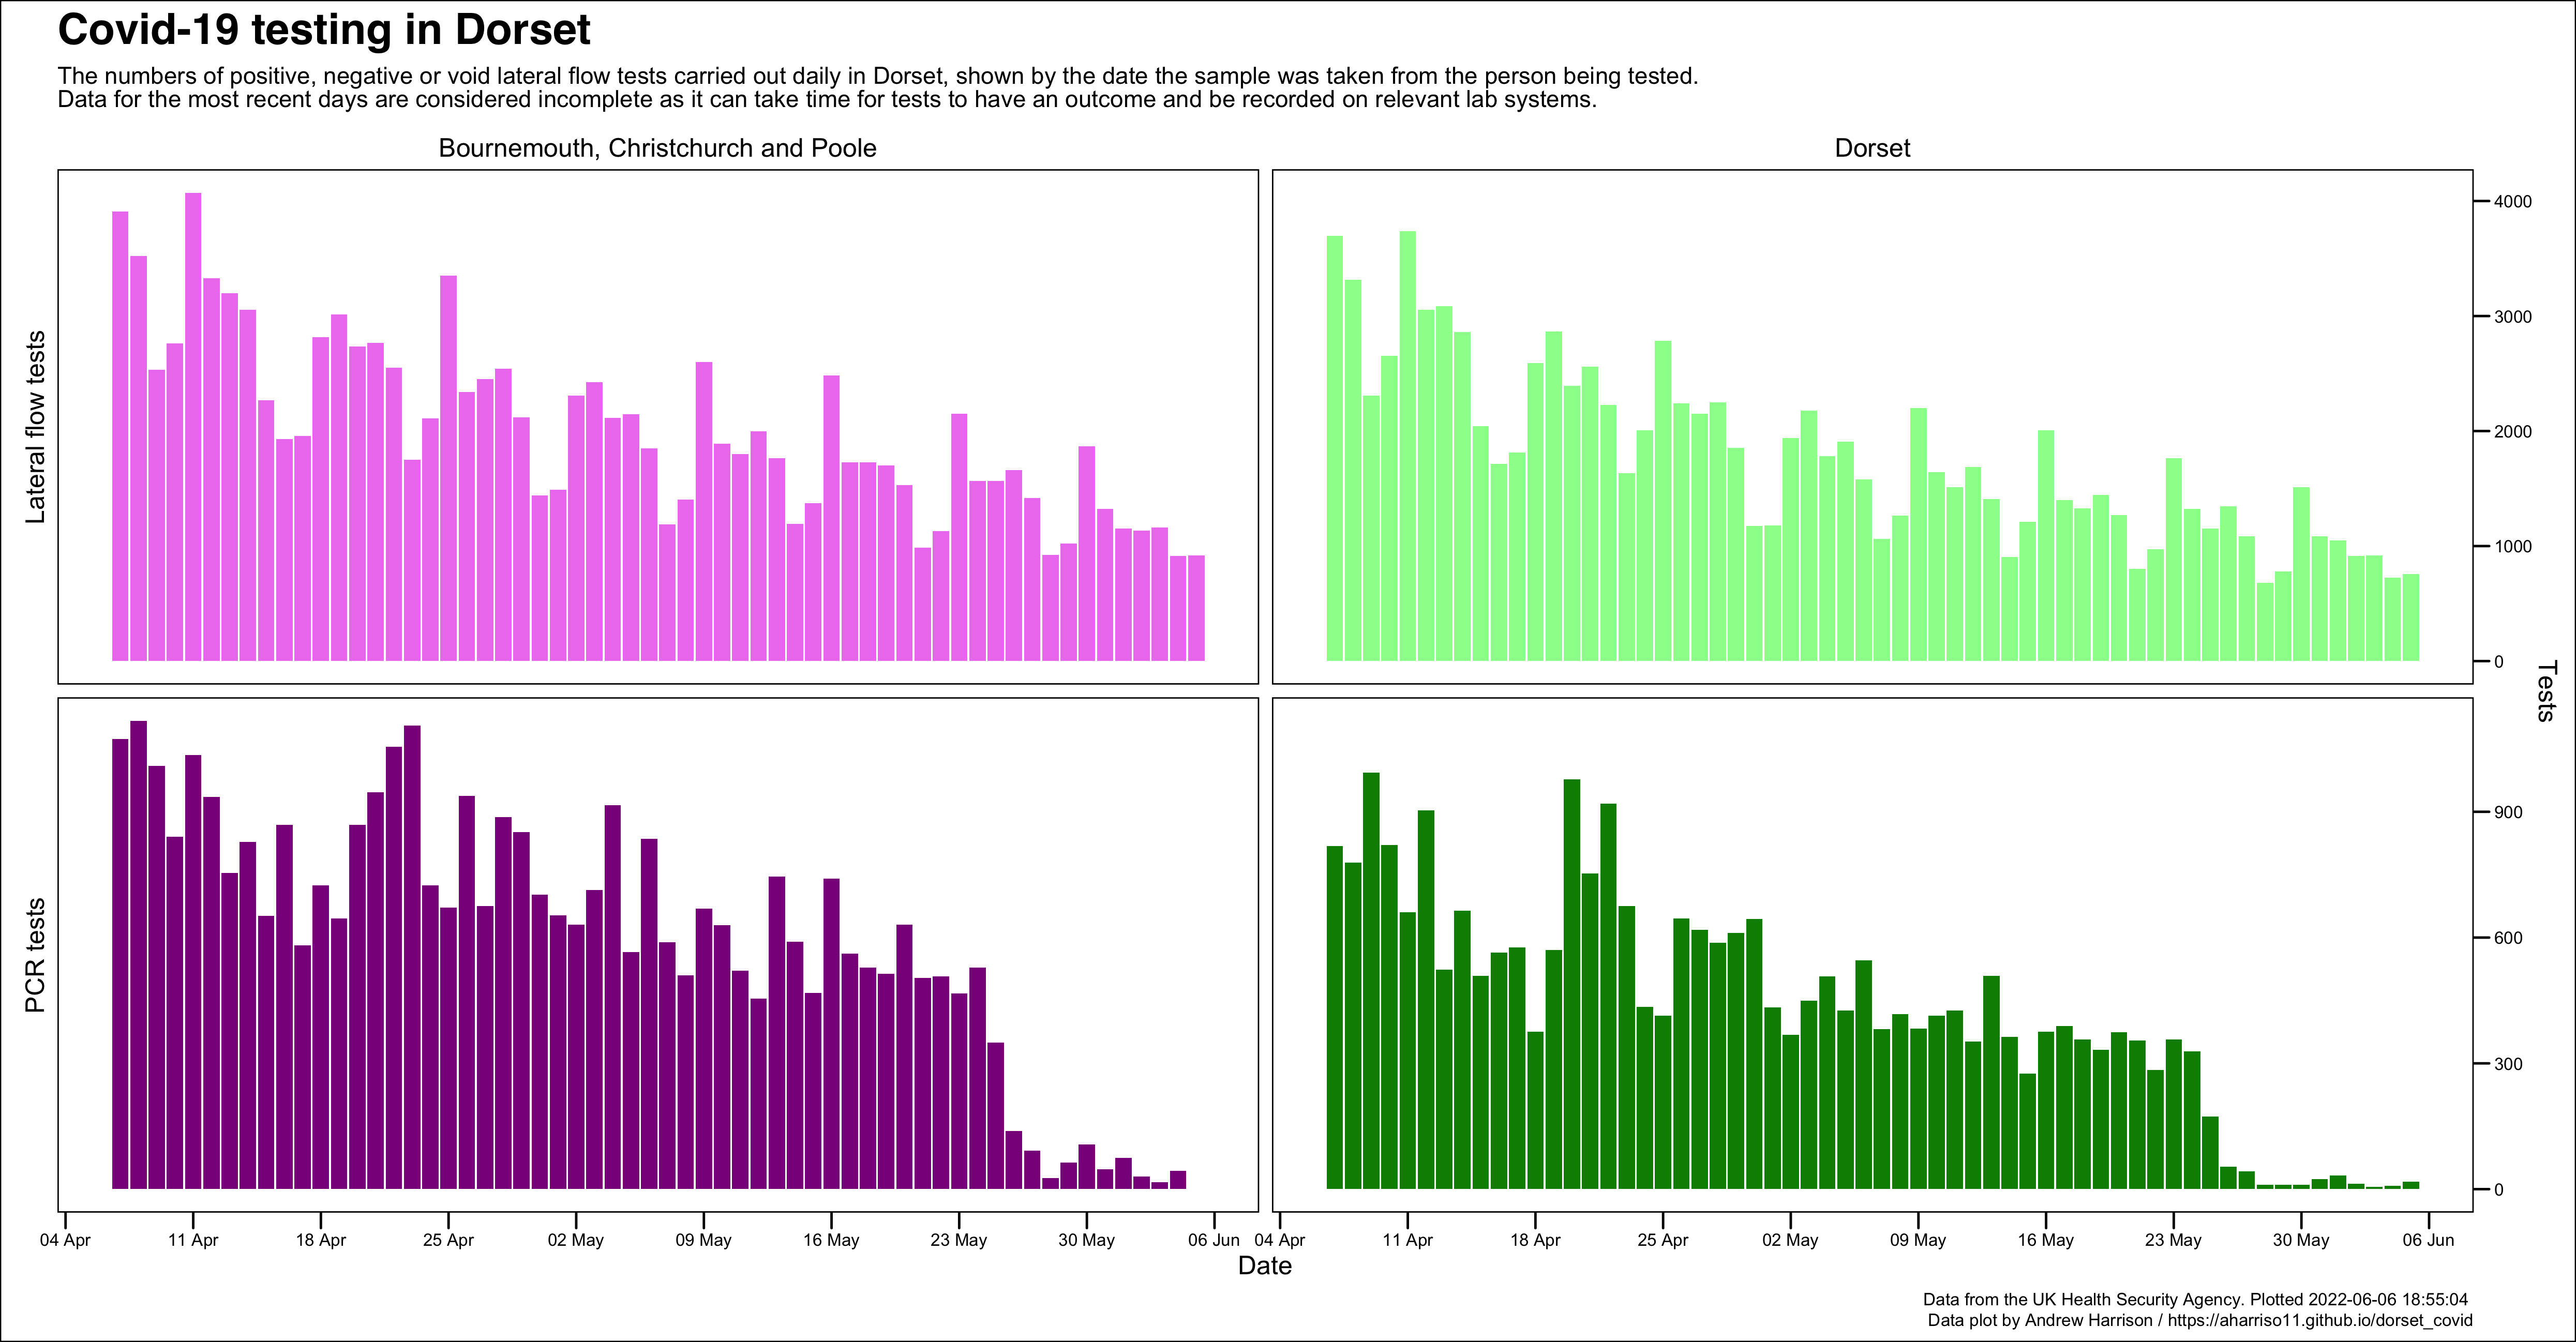 Covid-19 testing in Dorset
The numbers of positive, negative or void lateral flow tests carried out daily in Dorset, shown by the date the sample was taken from the person being tested.
Data for the most recent days are considered incomplete as it can take time for tests to have an outcome and be recorded on relevant lab systems.
Bournemouth, Christchurch and Poole
Dorset
Lateral flow tests
4000
3000
2000
1000
0
Tests
PCR tests
900
600
300
0
04 Apr 11 Apr 18 Apr 25 Apr 02 May 09 May 16 May 23 May 30 May 06 Jun
04 Apr 11 Apr 18 Apr 25 Apr 02 May 09 May 16 May 23 May 30 May 06 Jun
Date
Data from the UK Health Security Agency. Plotted 2022-06-06 18:55:04
Data plot by Andrew Harrison / https://aharriso11.github.io/dorset_covid